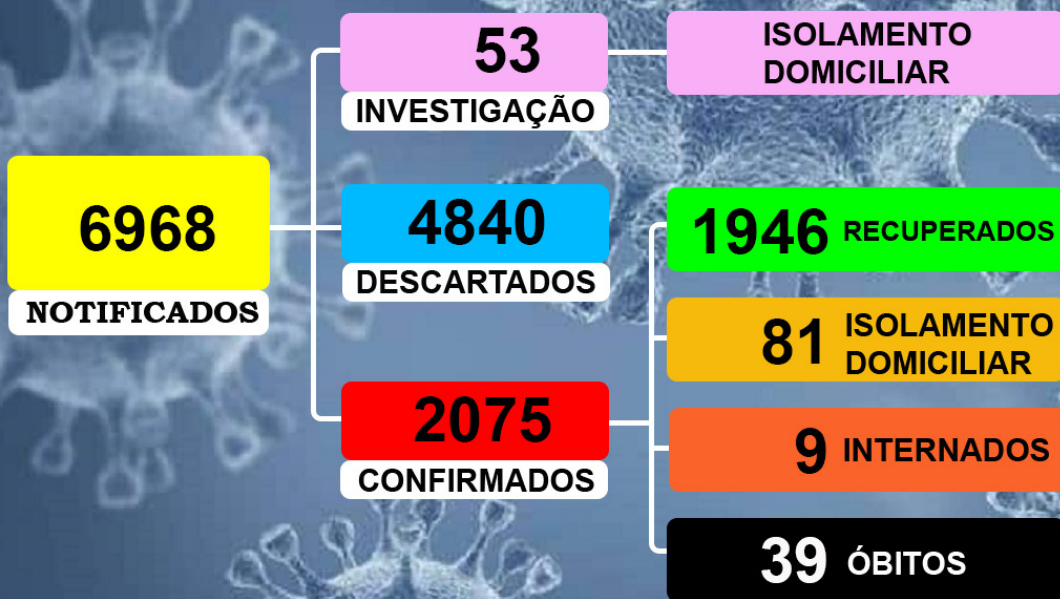 53
INVESTIGAÇÃO
ISOLAMENTO
DOMICILIAR
6968
NOTIFICADOS
4840
DESCARTADOS
2075
CONFIRMADOS
1946 RECUPERADOS
81 ISOLAMENTO
DOMICILIAR
9 INTERNADOS
39 ÓBITOS